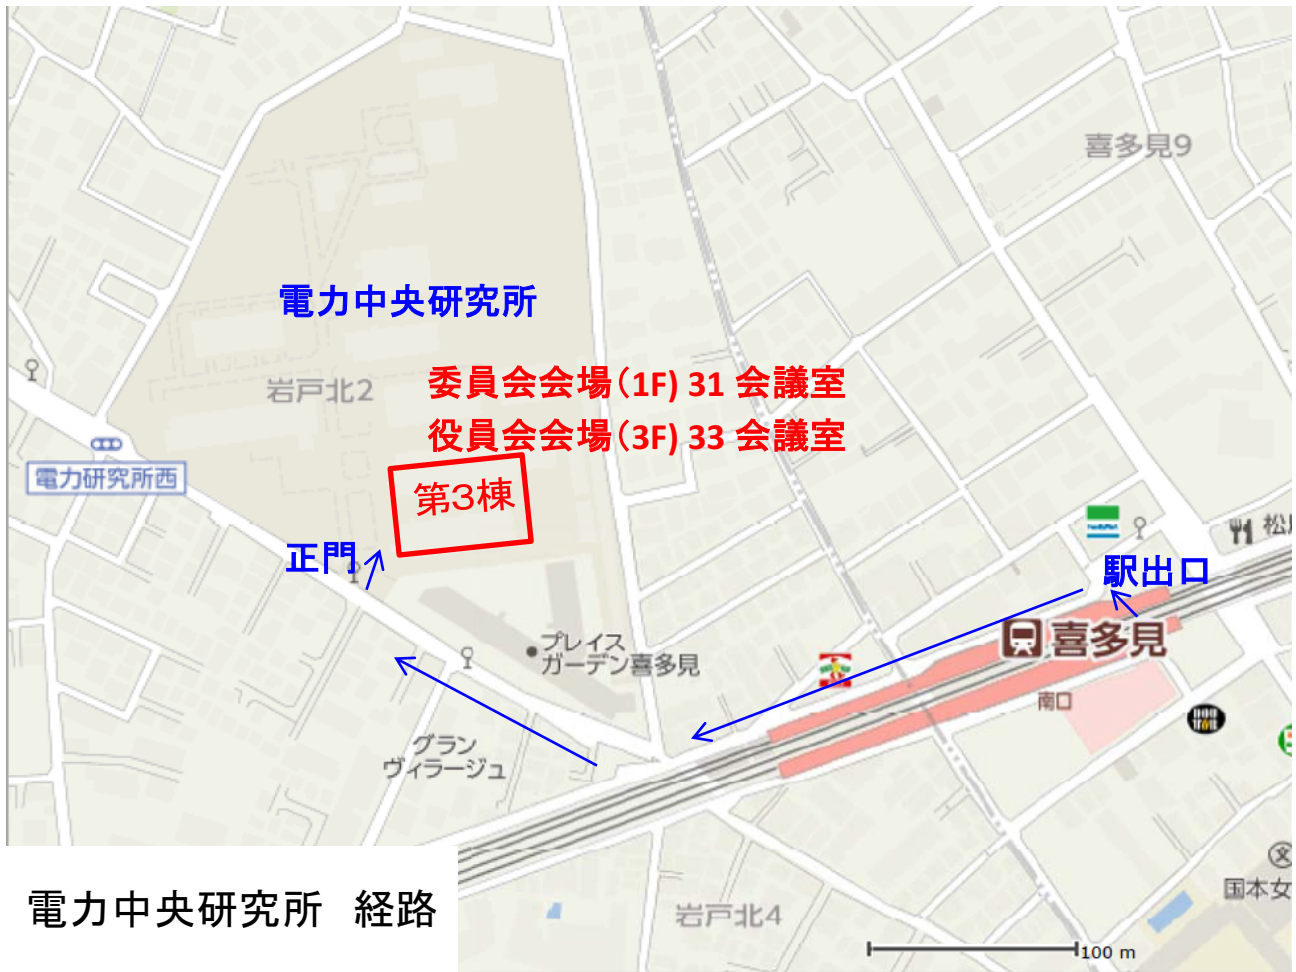 喜多見9
電力中央研究所
岩戸北2
委員会会場(1F) 31 会議室
役員会会場(3F) 33 会議室
電力研究所西
第3棟
正門
駅出口
喜多見
プレイス
ガーデン喜多見
南口
グラン
ヴィラージュ
国本女
電力中央研究所 経路
岩戸北4
100 m